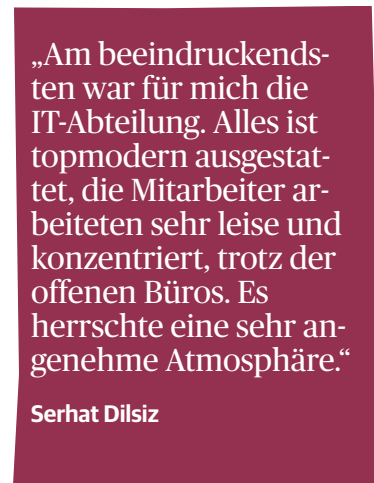 „Am beeindruckends-
ten war für mich die
IT-Abteilung. Alles ist
topmodern ausgestat-
tet, die Mitarbeiter ar-
beiteten sehr leise und
konzentriert, trotz der
offenen Büros. Es
herrschte eine sehr an-
genehme Atmosphäre.“
Serhat Dilsiz